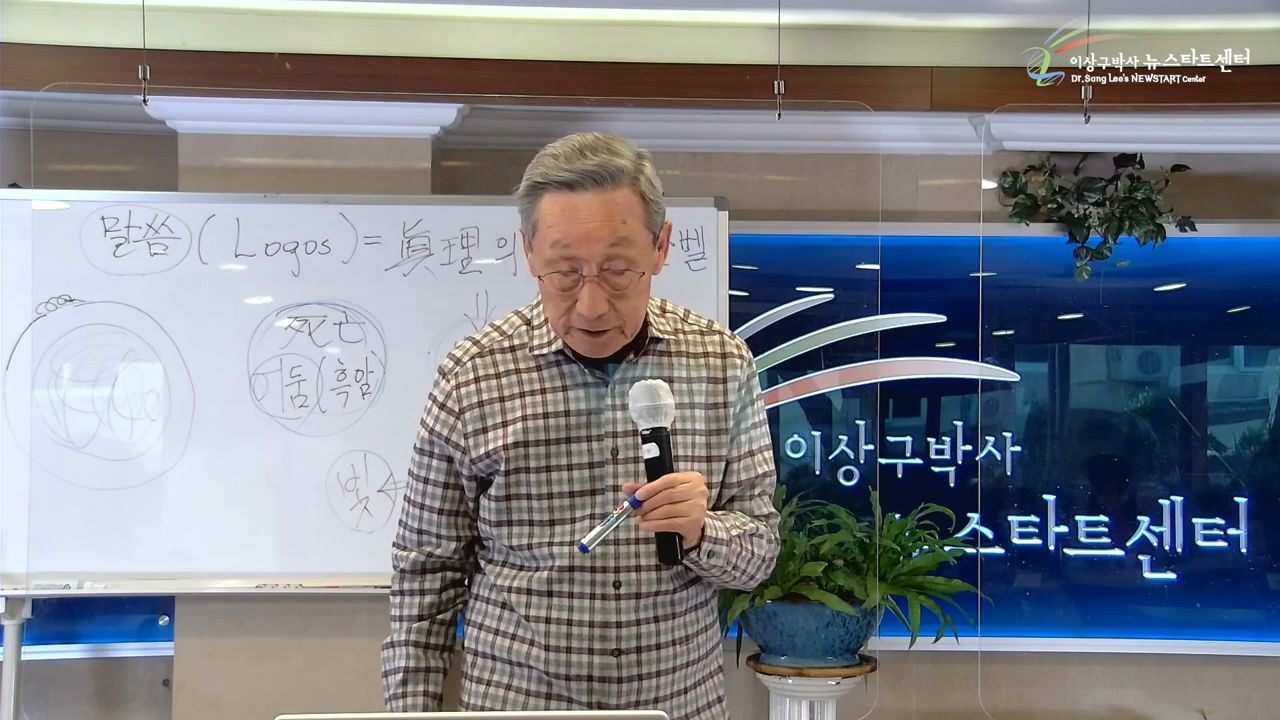 이상구박사 뉴스타트센터
Dr. Sang Lee's NEWSTART Center
말씀 (Logos) = 眞理의 벨
死亡
어둠 (흑암)
빛
이상구박사
스타트센터